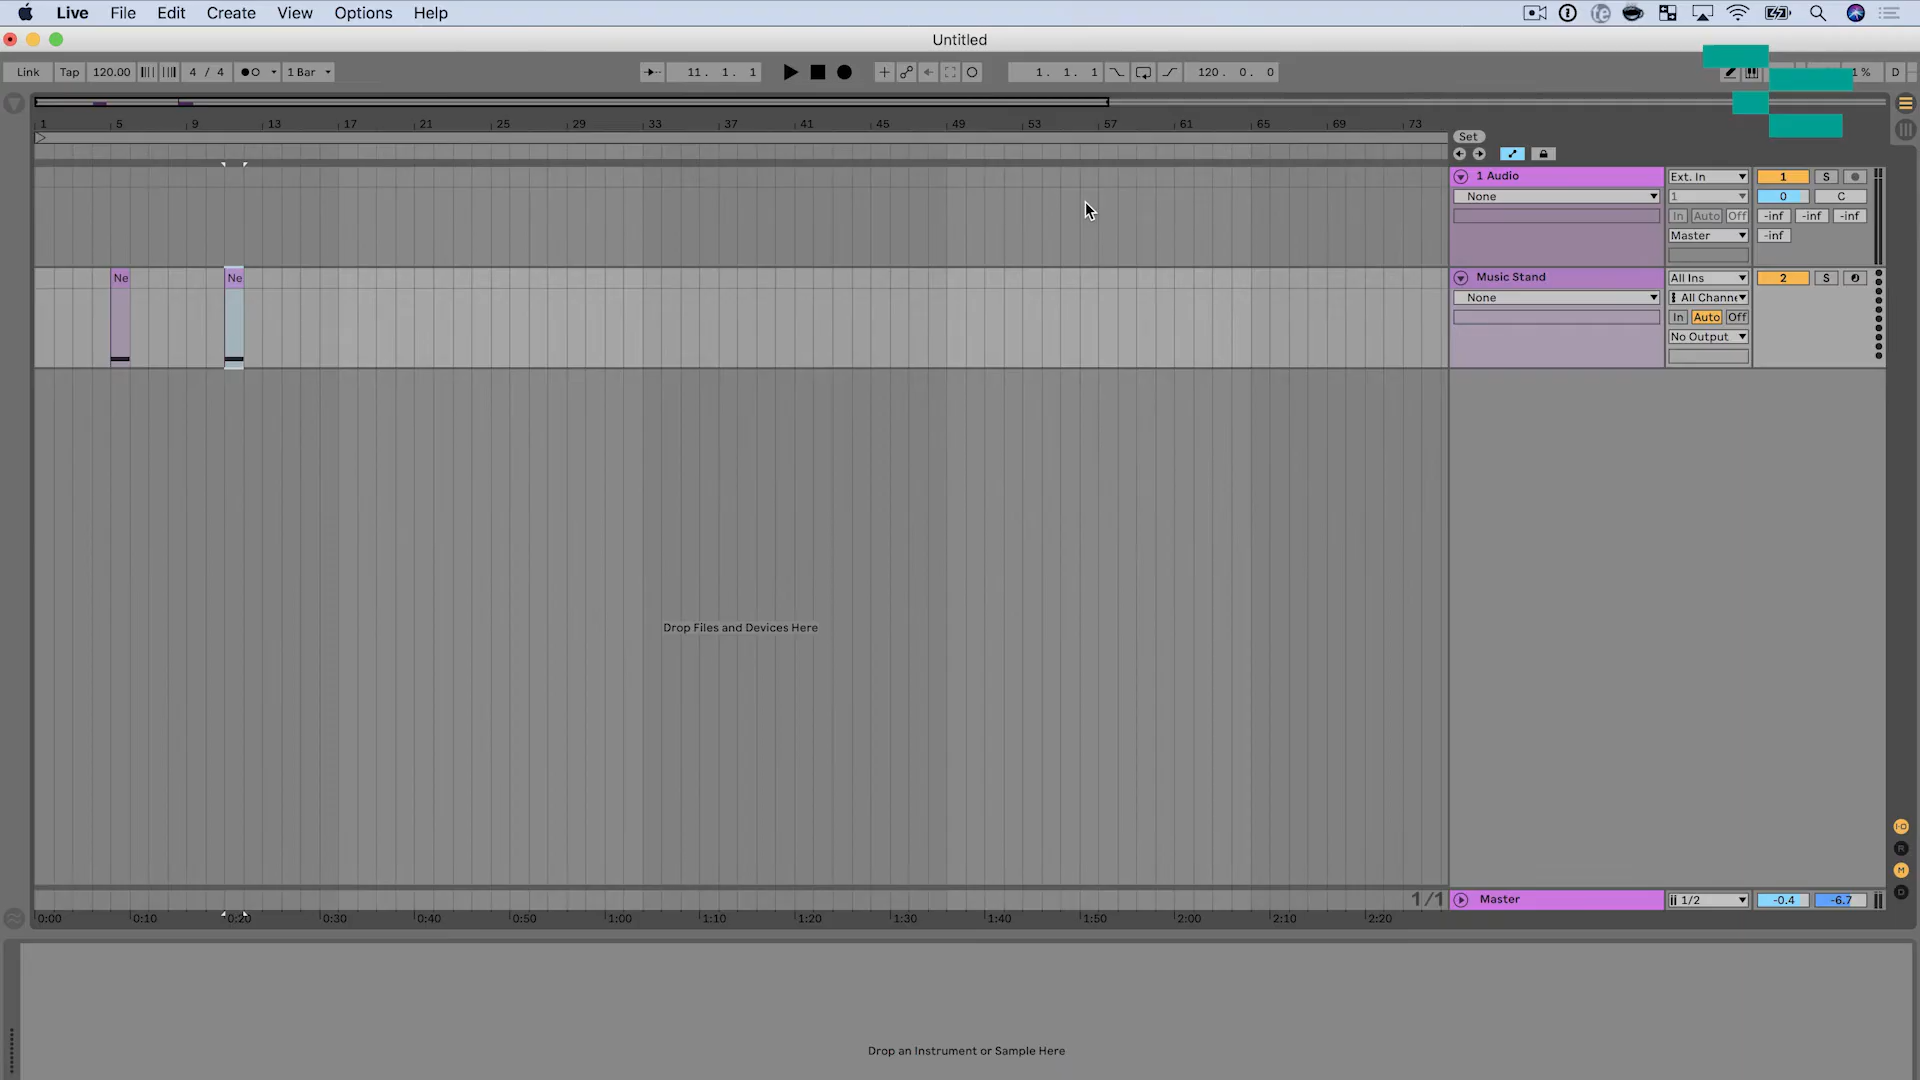 Live File Edit Create View Options Help
Untitled
Link Tap 120.00 4 / 4 1 Bar 11. 1. 1 1. 1. 1 120. 0. 0 1 % D
1 5 9 13 17 21 25 29 33 37 41 45 49 53 57 61 65 69 73
Set
1 Audio Ext. In 1 S
None 1 0 C
In Auto Off -inf -inf -inf
Master -inf
Ne Ne Music Stand All Ins 2 S
None All Channe
In Auto Off
No Output
Drop Files and Devices Here
I·O
R
M
D
1/1 Master 1/2 -0.4 -6.7
0:00 0:10 0:20 0:30 0:40 0:50 1:00 1:10 1:20 1:30 1:40 1:50 2:00 2:10 2:20
Drop an Instrument or Sample Here